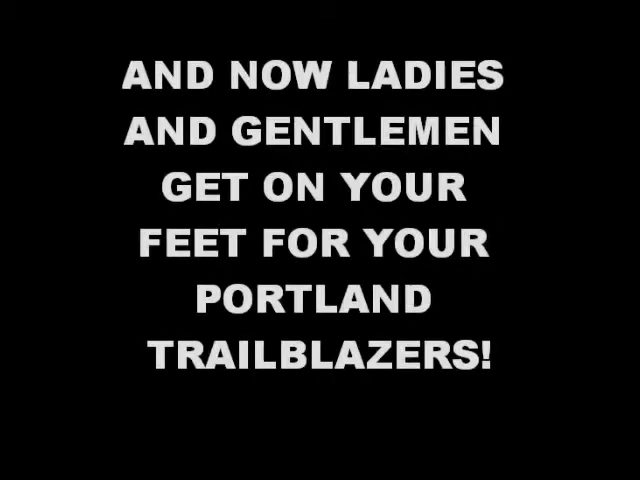 AND NOW LADIES
AND GENTLEMEN
GET ON YOUR
FEET FOR YOUR
PORTLAND
TRAILBLAZERS!